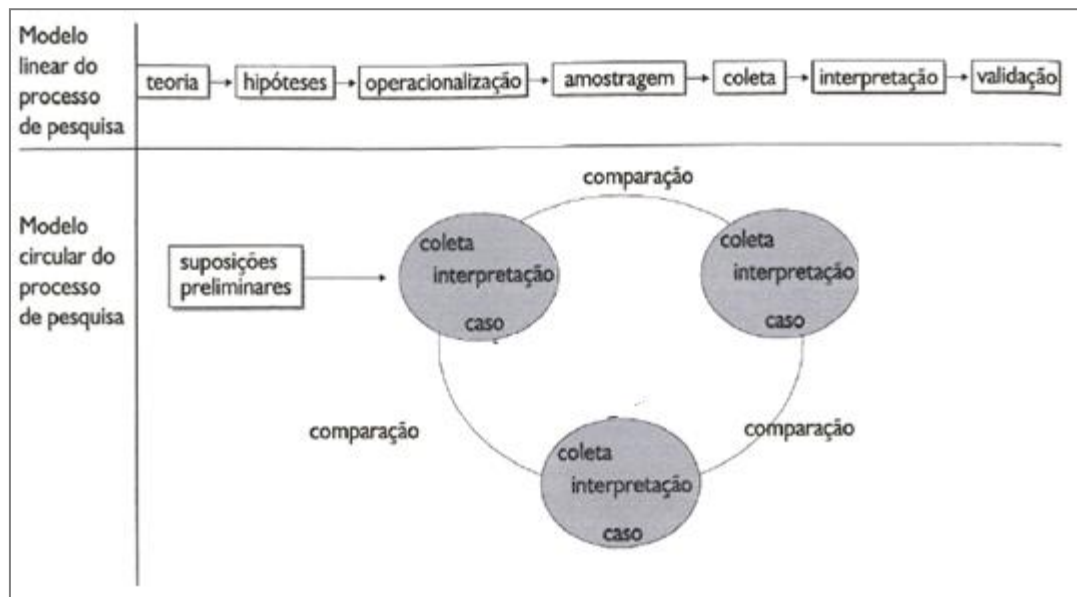 Modelo
linear do
processo
de pesquisa
teoria
hipóteses
operacionalização
amostragem
coleta
interpretação
validação
Modelo
circular do
processo
de pesquisa
suposições
preliminares
comparação
coleta
interpretação
caso
coleta
interpretação
caso
comparação
comparação
coleta
interpretação
caso